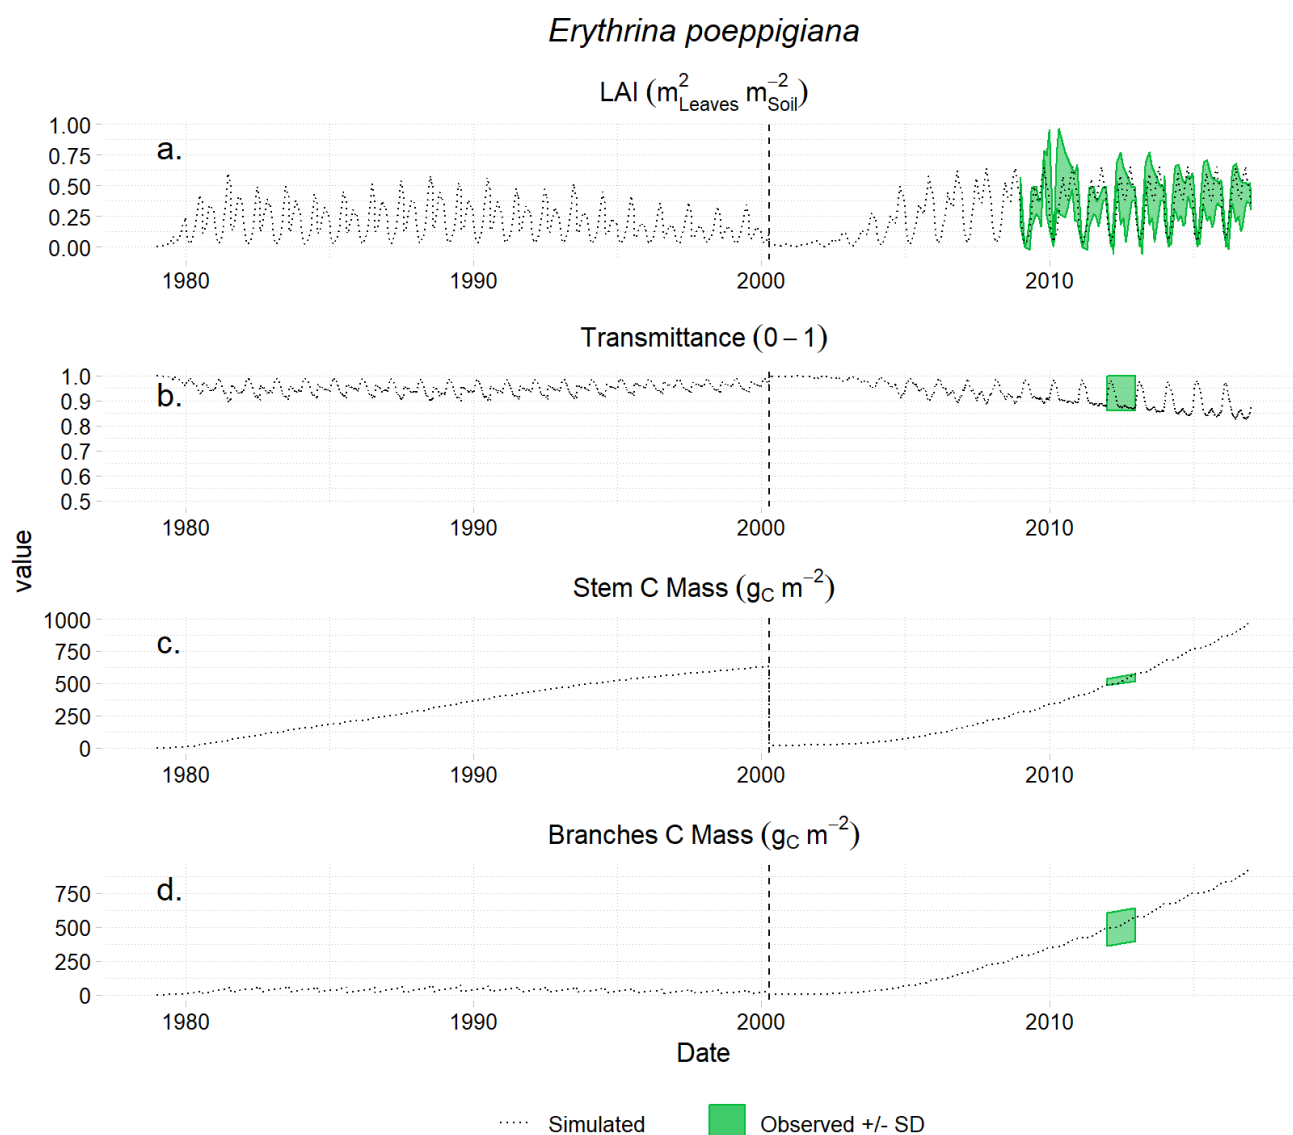 Erythrina poeppigiana
LAI (m²Leaves m⁻²Soil)
a.
1.00
0.75
0.50
0.25
0.00
1980 1990 2000 2010
Transmittance (0 – 1)
b.
1.0
0.9
0.8
0.7
0.6
0.5
1980 1990 2000 2010
value
Stem C Mass (gC m⁻²)
c.
1000
750
500
250
0
1980 1990 2000 2010
Branches C Mass (gC m⁻²)
d.
750
500
250
0
1980 1990 2000 2010
Date
Simulated Observed +/- SD